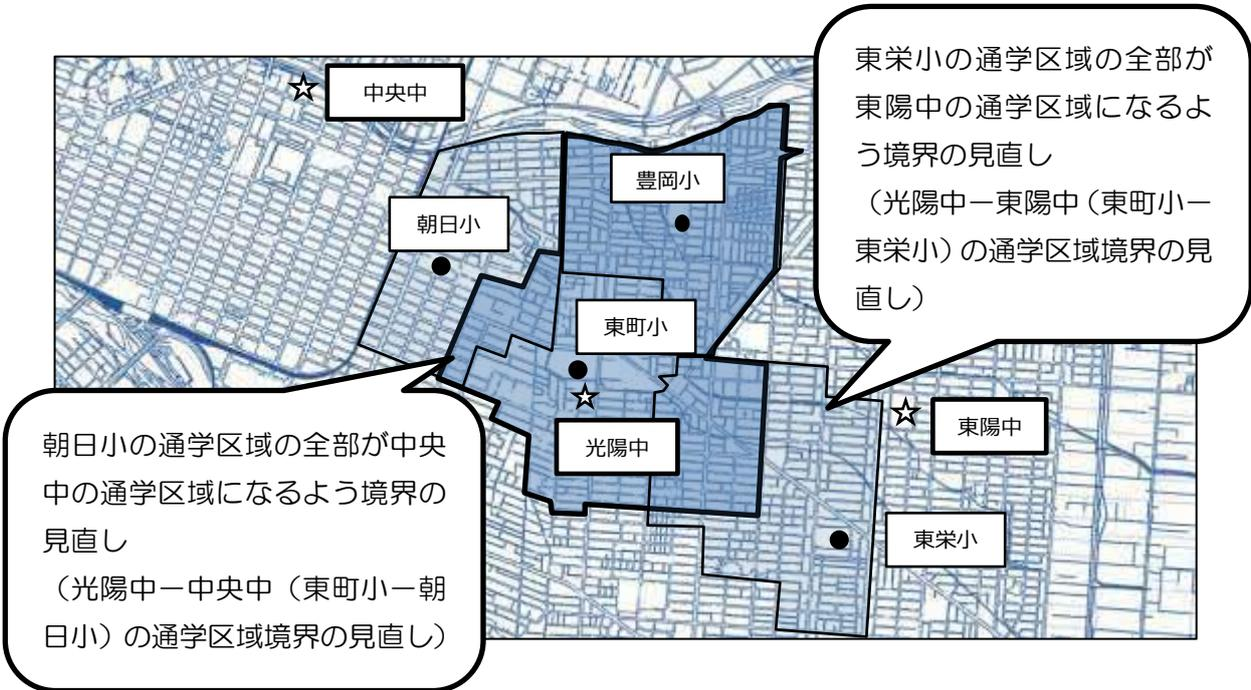 中央中
東栄小の通学区域の全部が
東陽中の通学区域になるよ
う境界の見直し
（光陽中ー東陽中（東町小ー
東栄小）の通学区域境界の見
直し）
豊岡小
朝日小
東町小
光陽中
東陽中
東栄小
朝日小の通学区域の全部が中央
中の通学区域になるよう境界の
見直し
（光陽中ー中央中（東町小ー朝
日小）の通学区域境界の見直し）